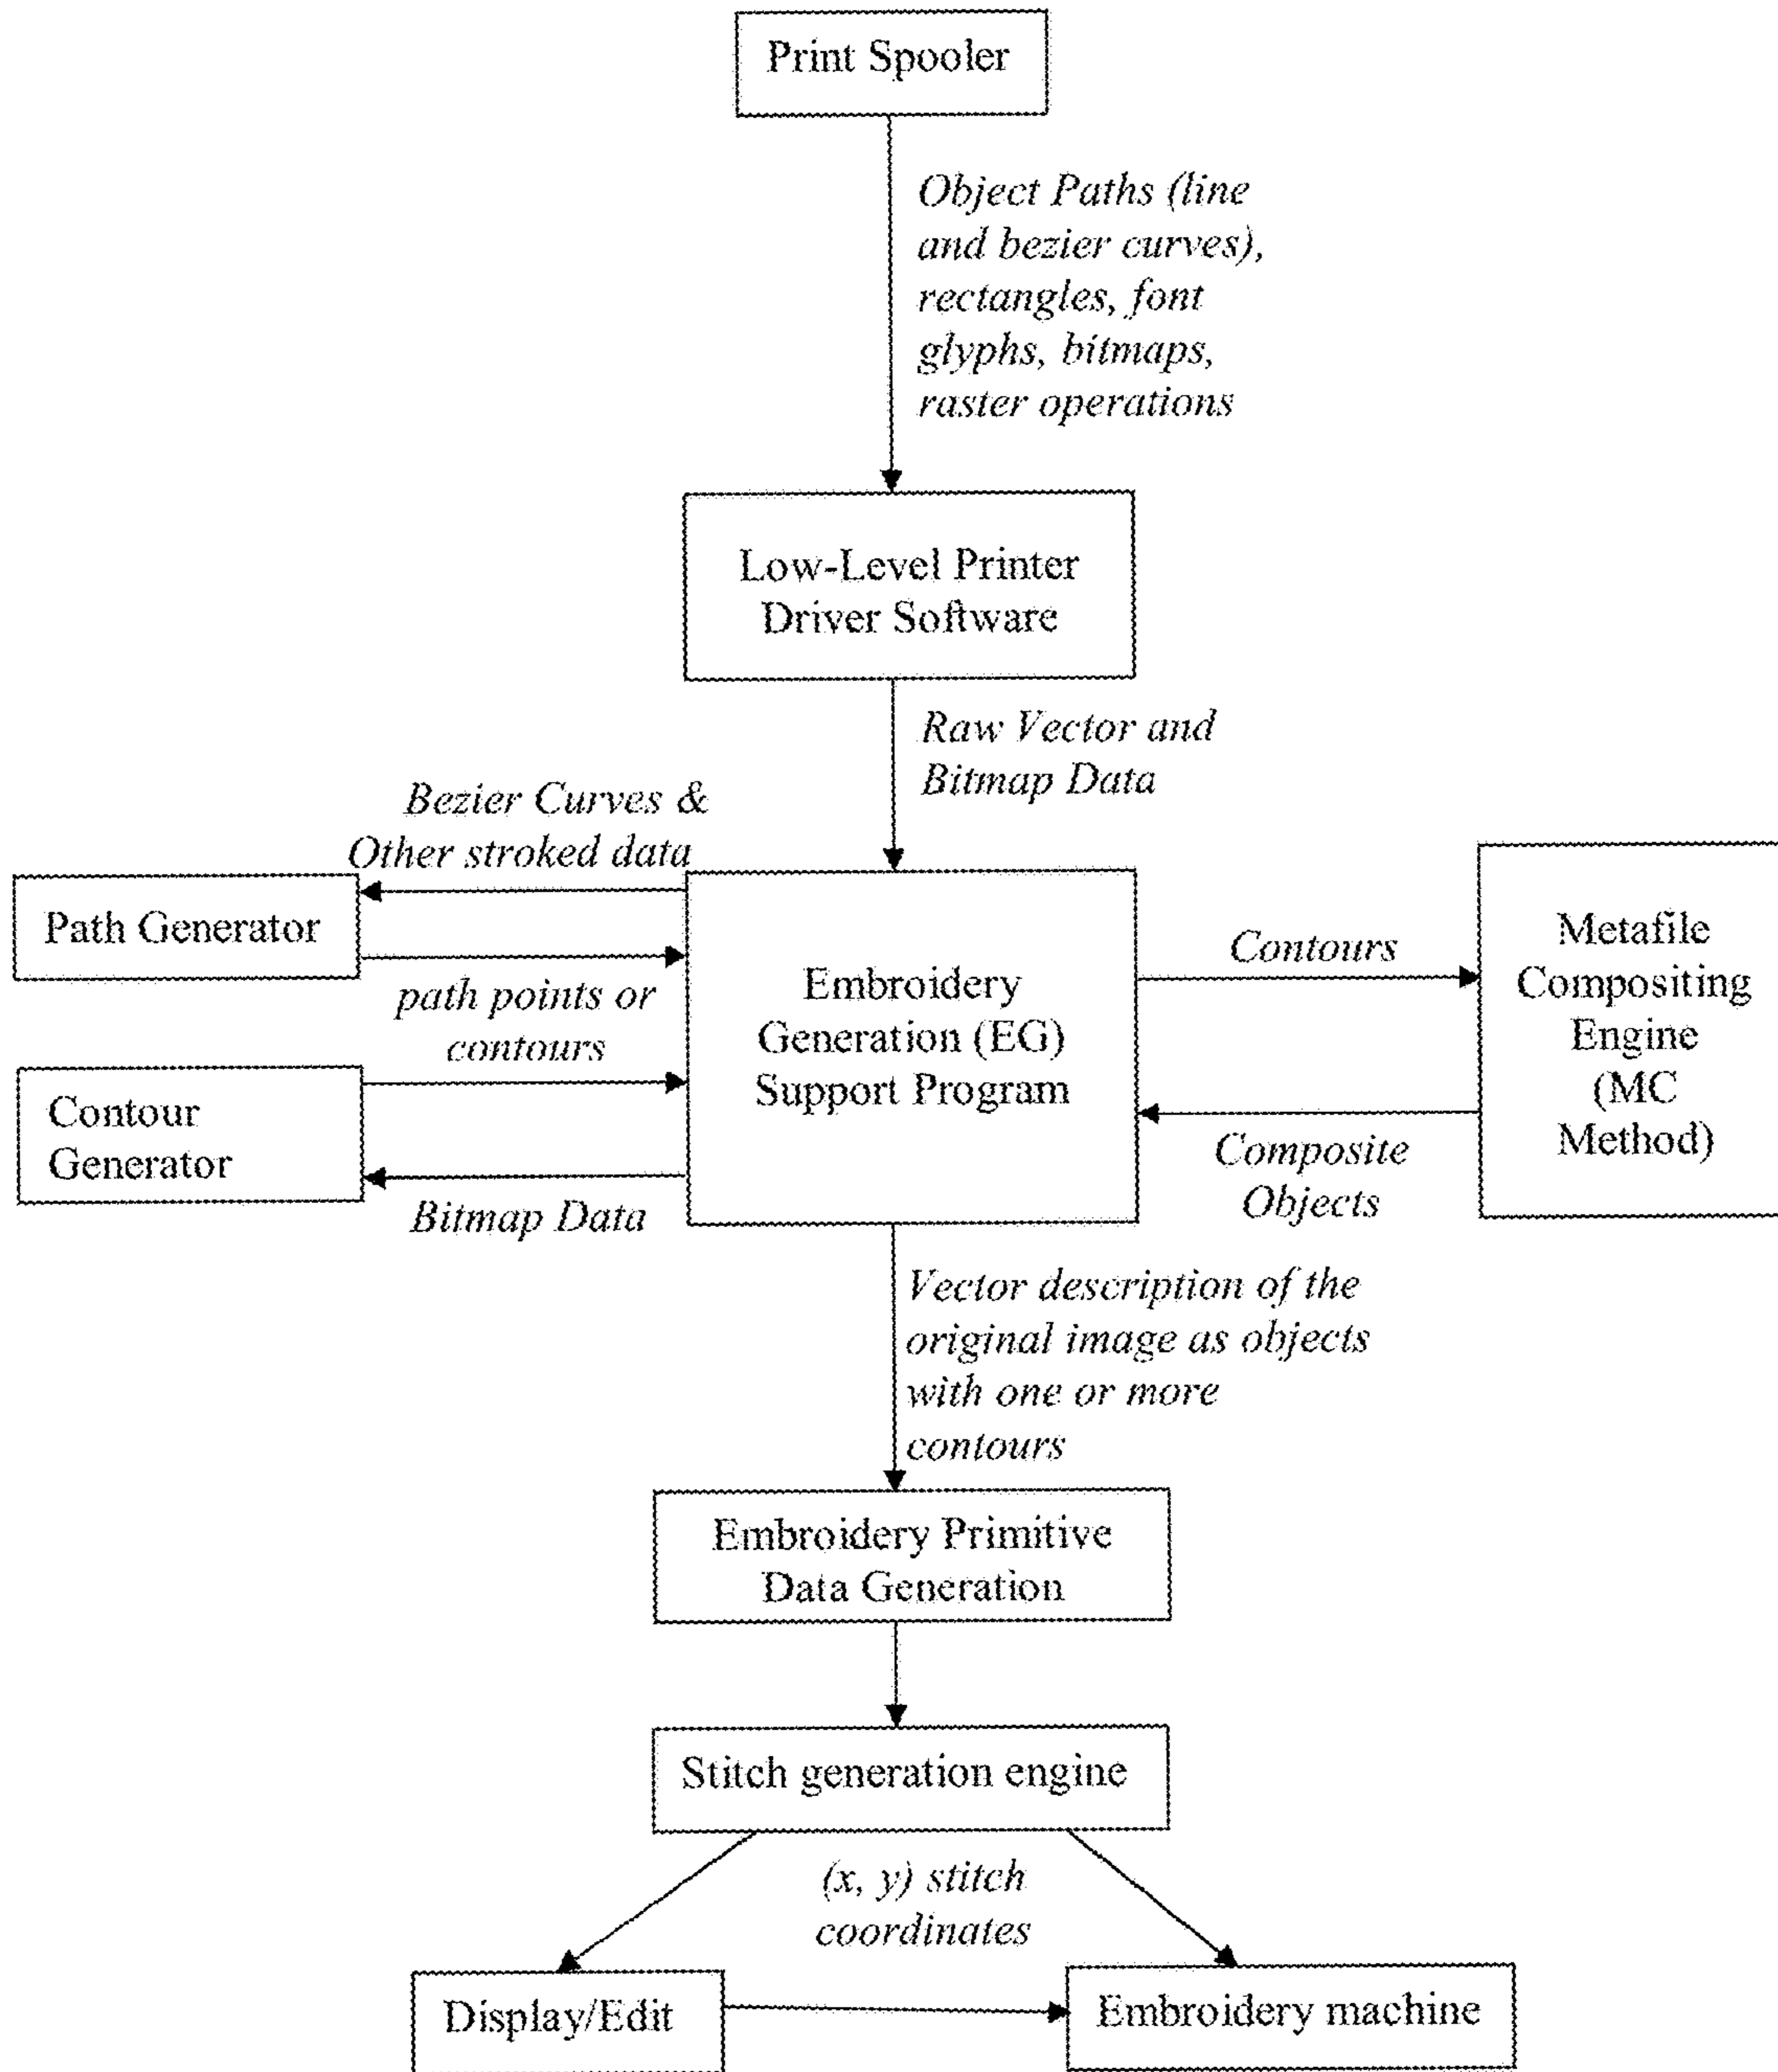 Print Spooler
Object Paths (line
and bezier curves),
rectangles, font
glyphs, bitmaps,
raster operations
Low-Level Printer
Driver Software
Raw Vector and
Bitmap Data
Bezier Curves &
Other stroked data
Path Generator
path points or
contours
Contour
Generator
Bitmap Data
Embroidery
Generation (EG)
Support Program
Contours
Composite
Objects
Metafile
Compositing
Engine
(MC
Method)
Vector description of the
original image as objects
with one or more
contours
Embroidery Primitive
Data Generation
Stitch generation engine
(x, y) stitch
coordinates
Display/Edit
Embroidery machine